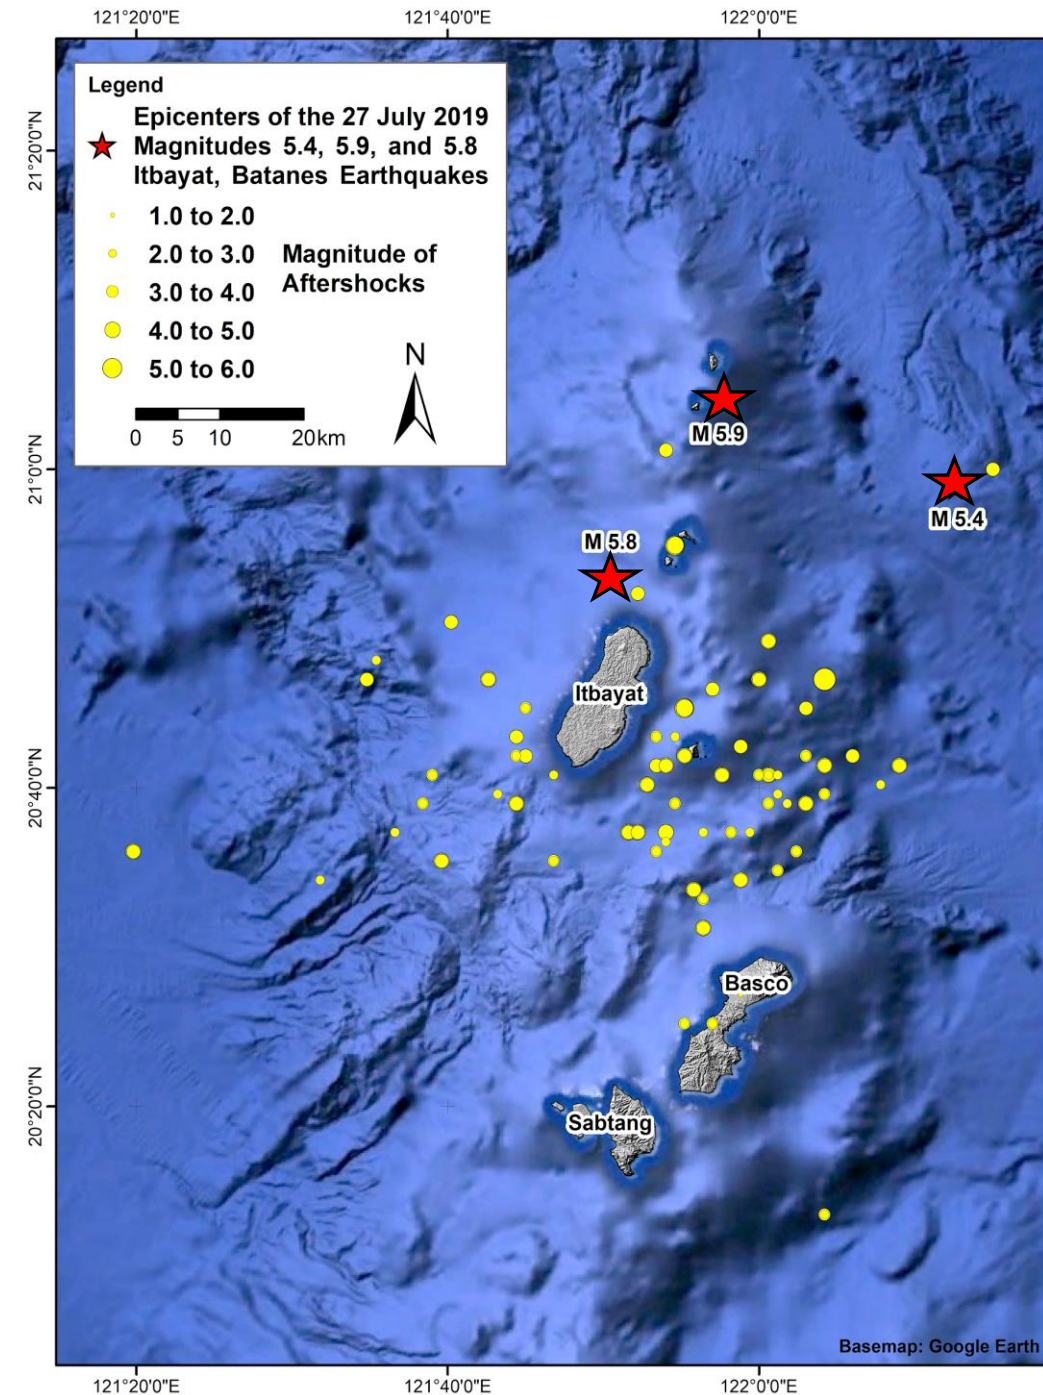 121°20'0"E 121°40'0"E 122°0'0"E
Legend
Epicenters of the 27 July 2019
Magnitudes 5.4, 5.9, and 5.8
Itbayat, Batanes Earthquakes
1.0 to 2.0
2.0 to 3.0
3.0 to 4.0
4.0 to 5.0
5.0 to 6.0
Magnitude of
Aftershocks
N
0 5 10 20km
21°20'0"N
21°0'0"N
20°40'0"N
20°20'0"N
M 5.9
M 5.4
M 5.8
Itbayat
Basco
Sabtang
Basemap: Google Earth
121°20'0"E 121°40'0"E 122°0'0"E